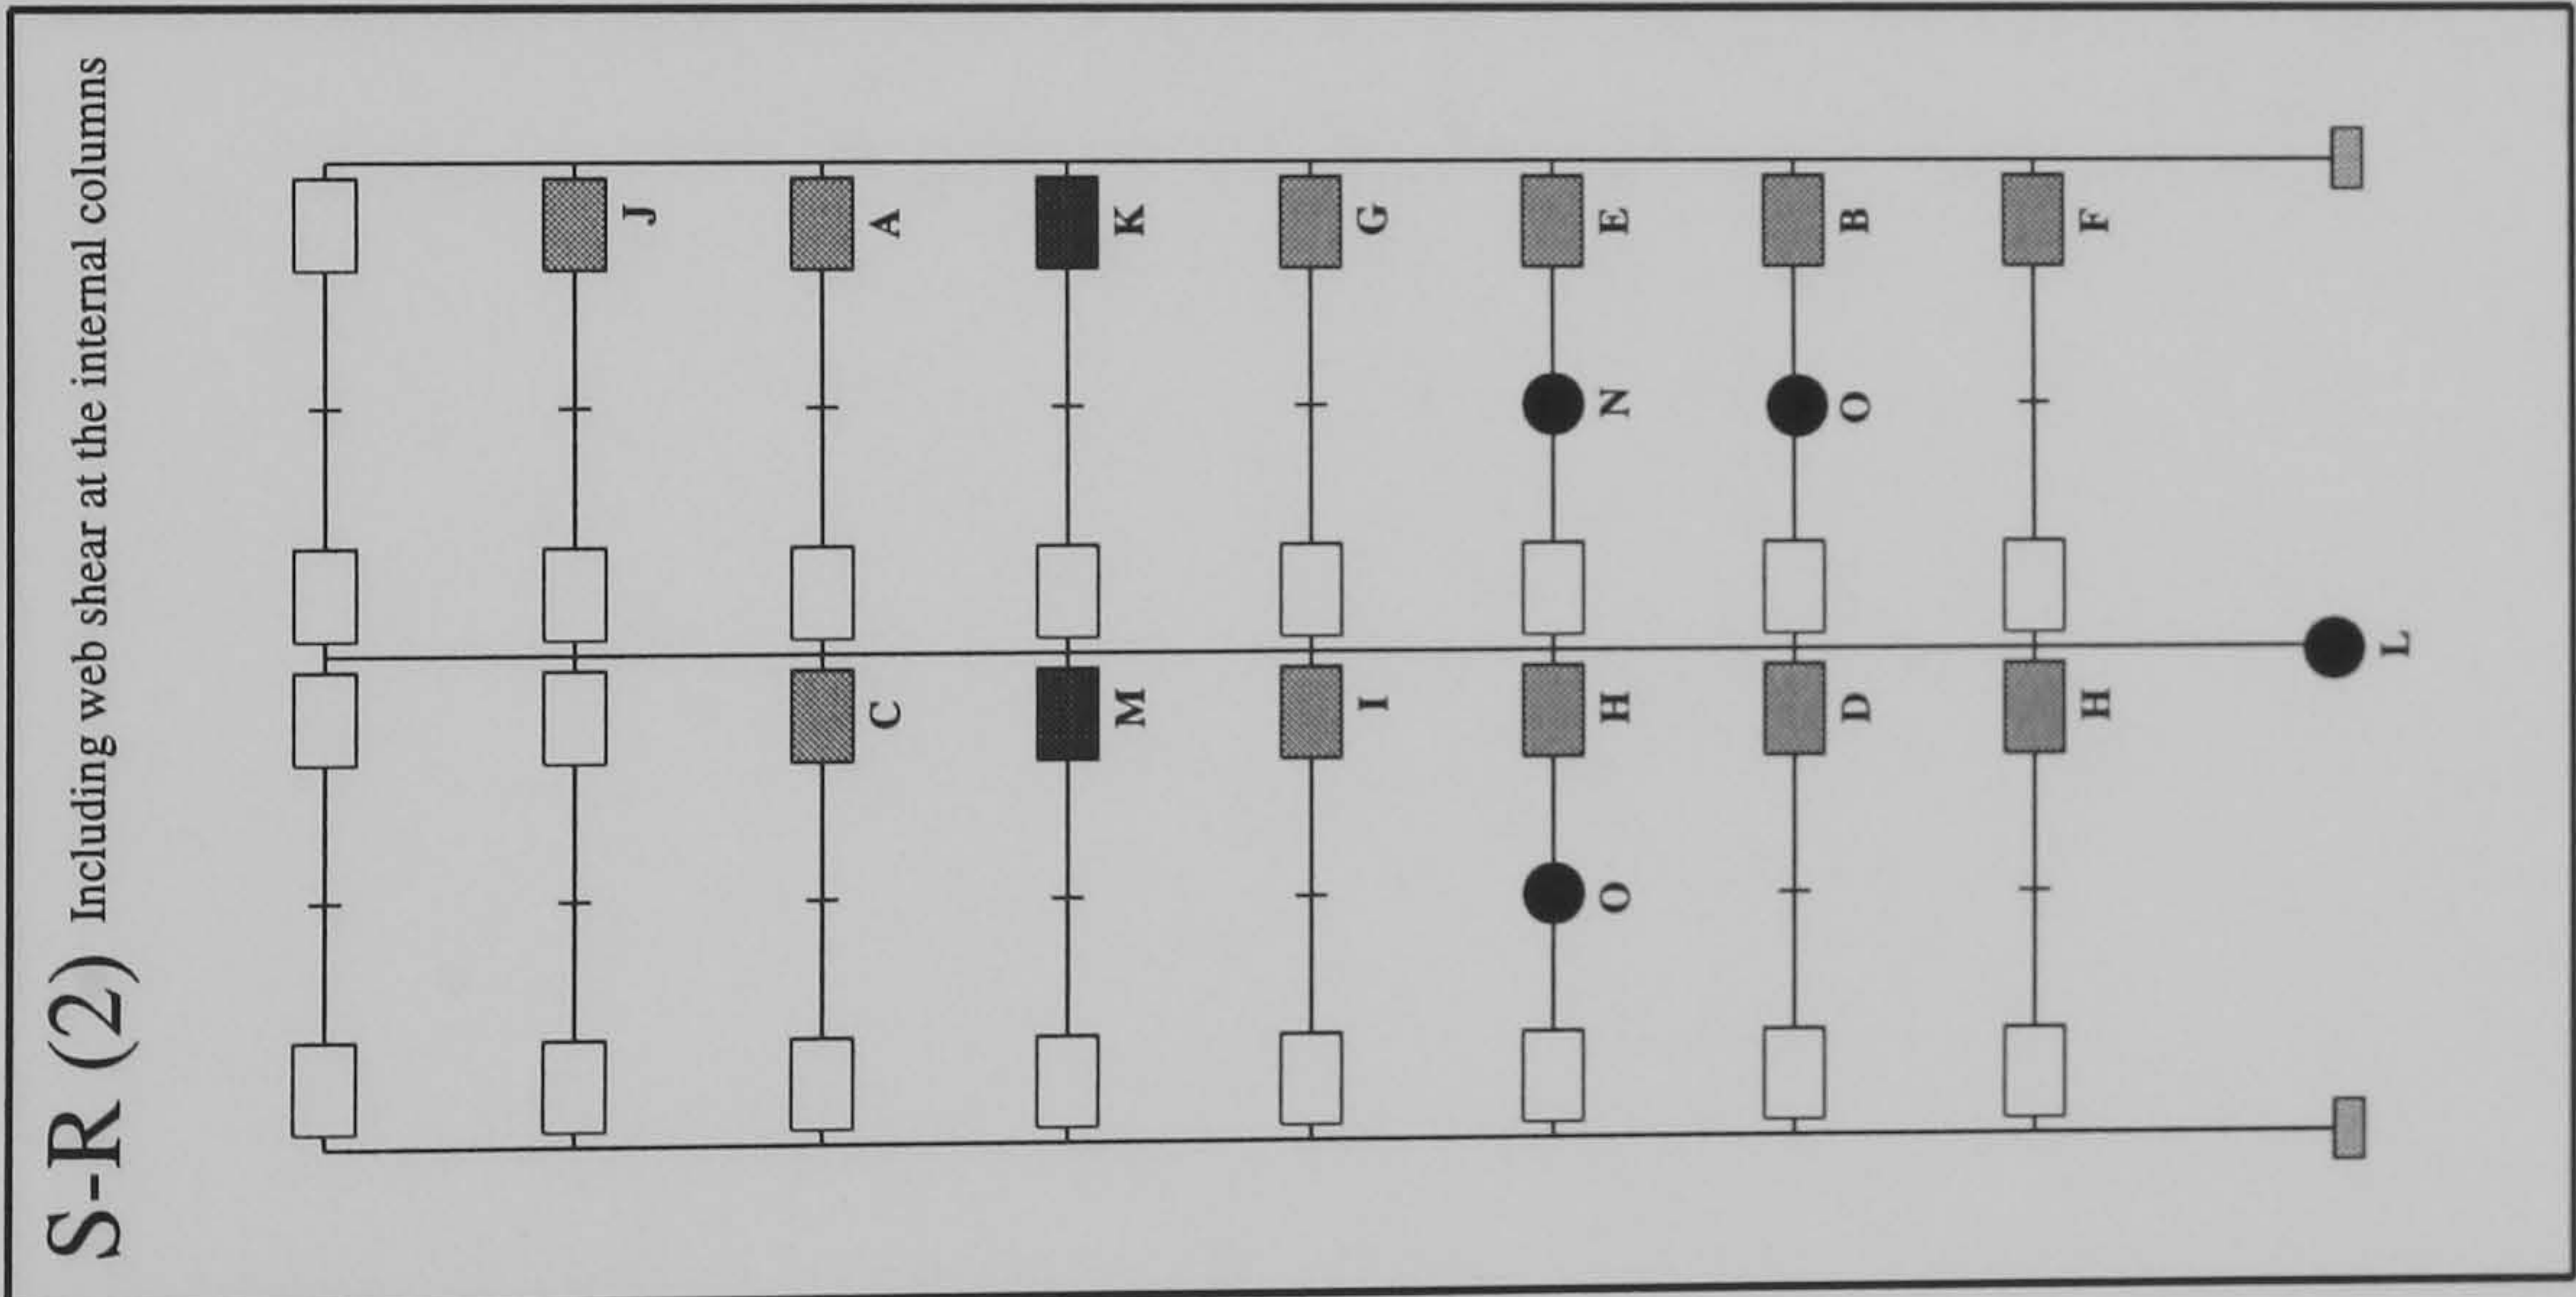 S-R (2) Including web shear at the internal columns
J
C A
M K
I G
O H N E
D O B
H F
L